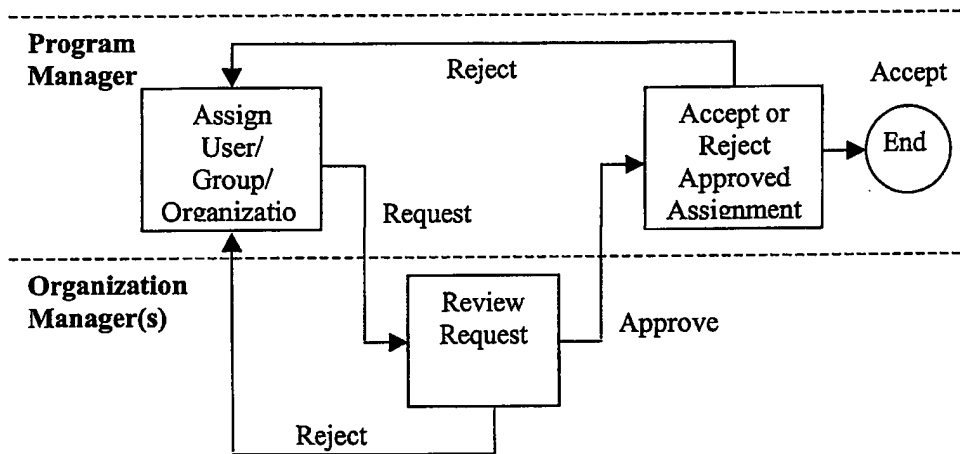 Program
Manager
Reject
Accept
Assign
User/
Group/
Organizatio
Accept or
Reject
Approved
Assignment
End
Request
Organization
Manager(s)
Review
Request
Approve
Reject